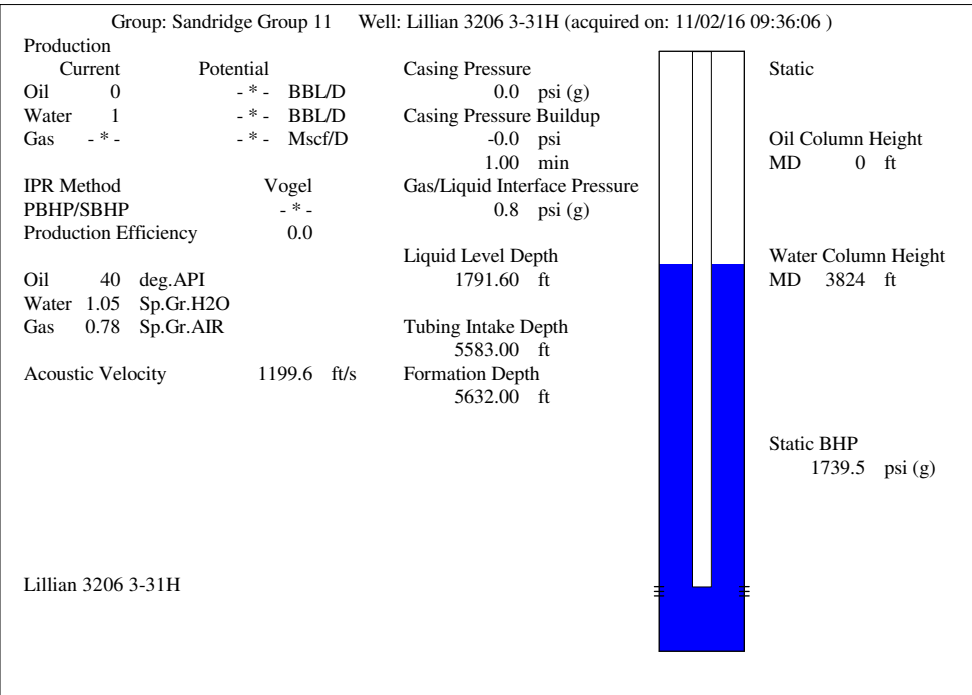 Group: Sandridge Group 11 Well: Lillian 3206 3-31H (acquired on: 11/02/16 09:36:06 )
Production
Current Potential
Oil 0 - * - BBL/D
Water 1 - * - BBL/D
Gas - * - - * - Mscf/D
IPR Method Vogel
PBHP/SBHP - * -
Production Efficiency 0.0
Oil 40 deg.API
Water 1.05 Sp.Gr.H2O
Gas 0.78 Sp.Gr.AIR
Acoustic Velocity 1199.6 ft/s
Casing Pressure
0.0 psi (g)
Casing Pressure Buildup
-0.0 psi
1.00 min
Gas/Liquid Interface Pressure
0.8 psi (g)
Liquid Level Depth
1791.60 ft
Tubing Intake Depth
5583.00 ft
Formation Depth
5632.00 ft
Static
Oil Column Height
MD 0 ft
Water Column Height
MD 3824 ft
Static BHP
1739.5 psi (g)
Lillian 3206 3-31H